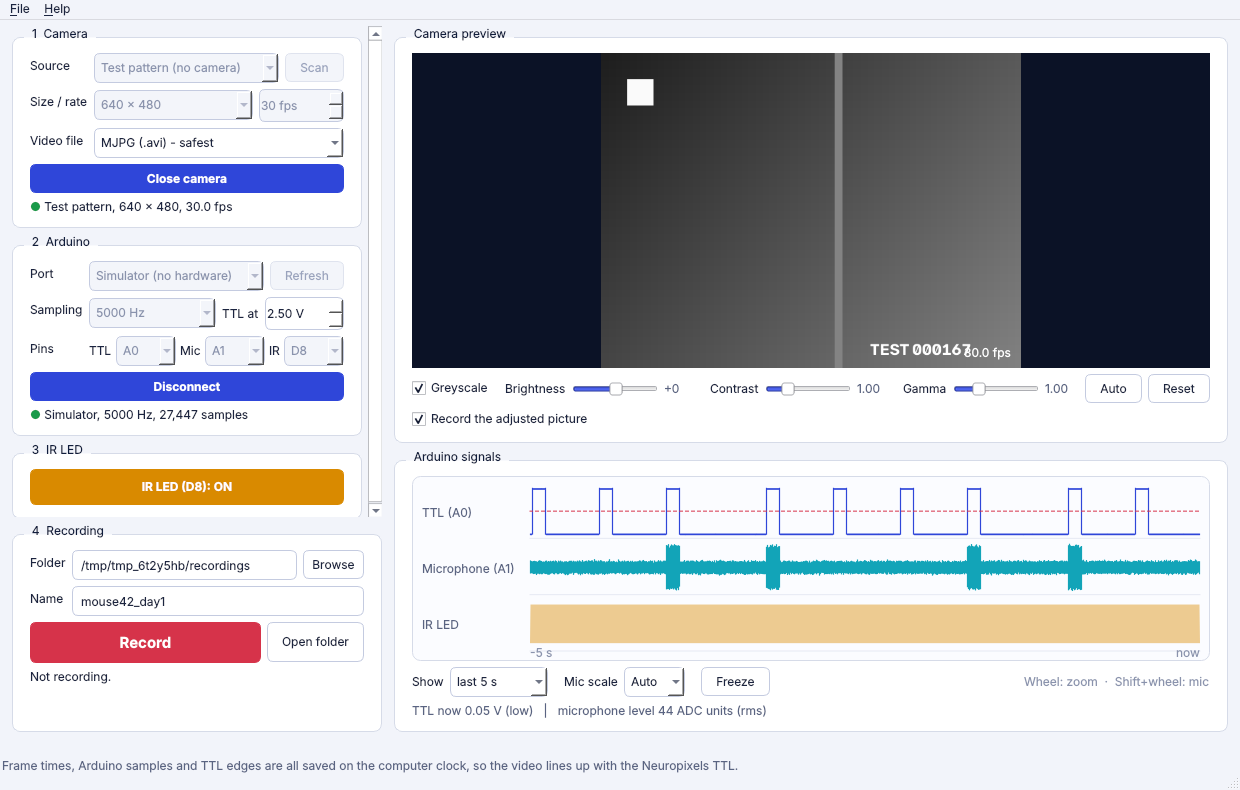 File Help
1 Camera
Source Test pattern (no camera) Scan
Size / rate 640 × 480 30 fps
Video file MJPG (.avi) - safest
Close camera
Test pattern, 640 × 480, 30.0 fps
2 Arduino
Port Simulator (no hardware) Refresh
Sampling 5000 Hz TTL at 2.50 V
Pins TTL A0 Mic A1 IR D8
Disconnect
Simulator, 5000 Hz, 27,447 samples
3 IR LED
IR LED (D8): ON
4 Recording
Folder /tmp/tmp_6t2y5hb/recordings Browse
Name mouse42_day1
Record Open folder
Not recording.
Camera preview
TEST 000167 30.0 fps
Greyscale Brightness +0 Contrast 1.00 Gamma 1.00 Auto Reset
Record the adjusted picture
Arduino signals
TTL (A0)
Microphone (A1)
IR LED
-5 s now
Show last 5 s Mic scale Auto Freeze Wheel: zoom · Shift+wheel: mic
TTL now 0.05 V (low) | microphone level 44 ADC units (rms)
Frame times, Arduino samples and TTL edges are all saved on the computer clock, so the video lines up with the Neuropixels TTL.